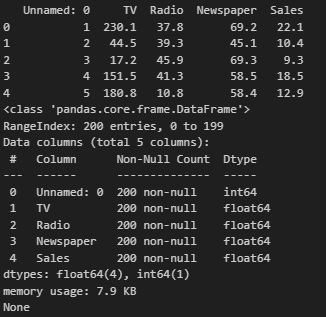 Unnamed: 0     TV  Radio  Newspaper  Sales
0           1  230.1   37.8       69.2   22.1
1           2   44.5   39.3       45.1   10.4
2           3   17.2   45.9       69.3    9.3
3           4  151.5   41.3       58.5   18.5
4           5  180.8   10.8       58.4   12.9
<class 'pandas.core.frame.DataFrame'>
RangeIndex: 200 entries, 0 to 199
Data columns (total 5 columns):
 #   Column      Non-Null Count  Dtype
---  ------      --------------  -----
 0   Unnamed: 0  200 non-null    int64
 1   TV          200 non-null    float64
 2   Radio       200 non-null    float64
 3   Newspaper   200 non-null    float64
 4   Sales       200 non-null    float64
dtypes: float64(4), int64(1)
memory usage: 7.9 KB
None